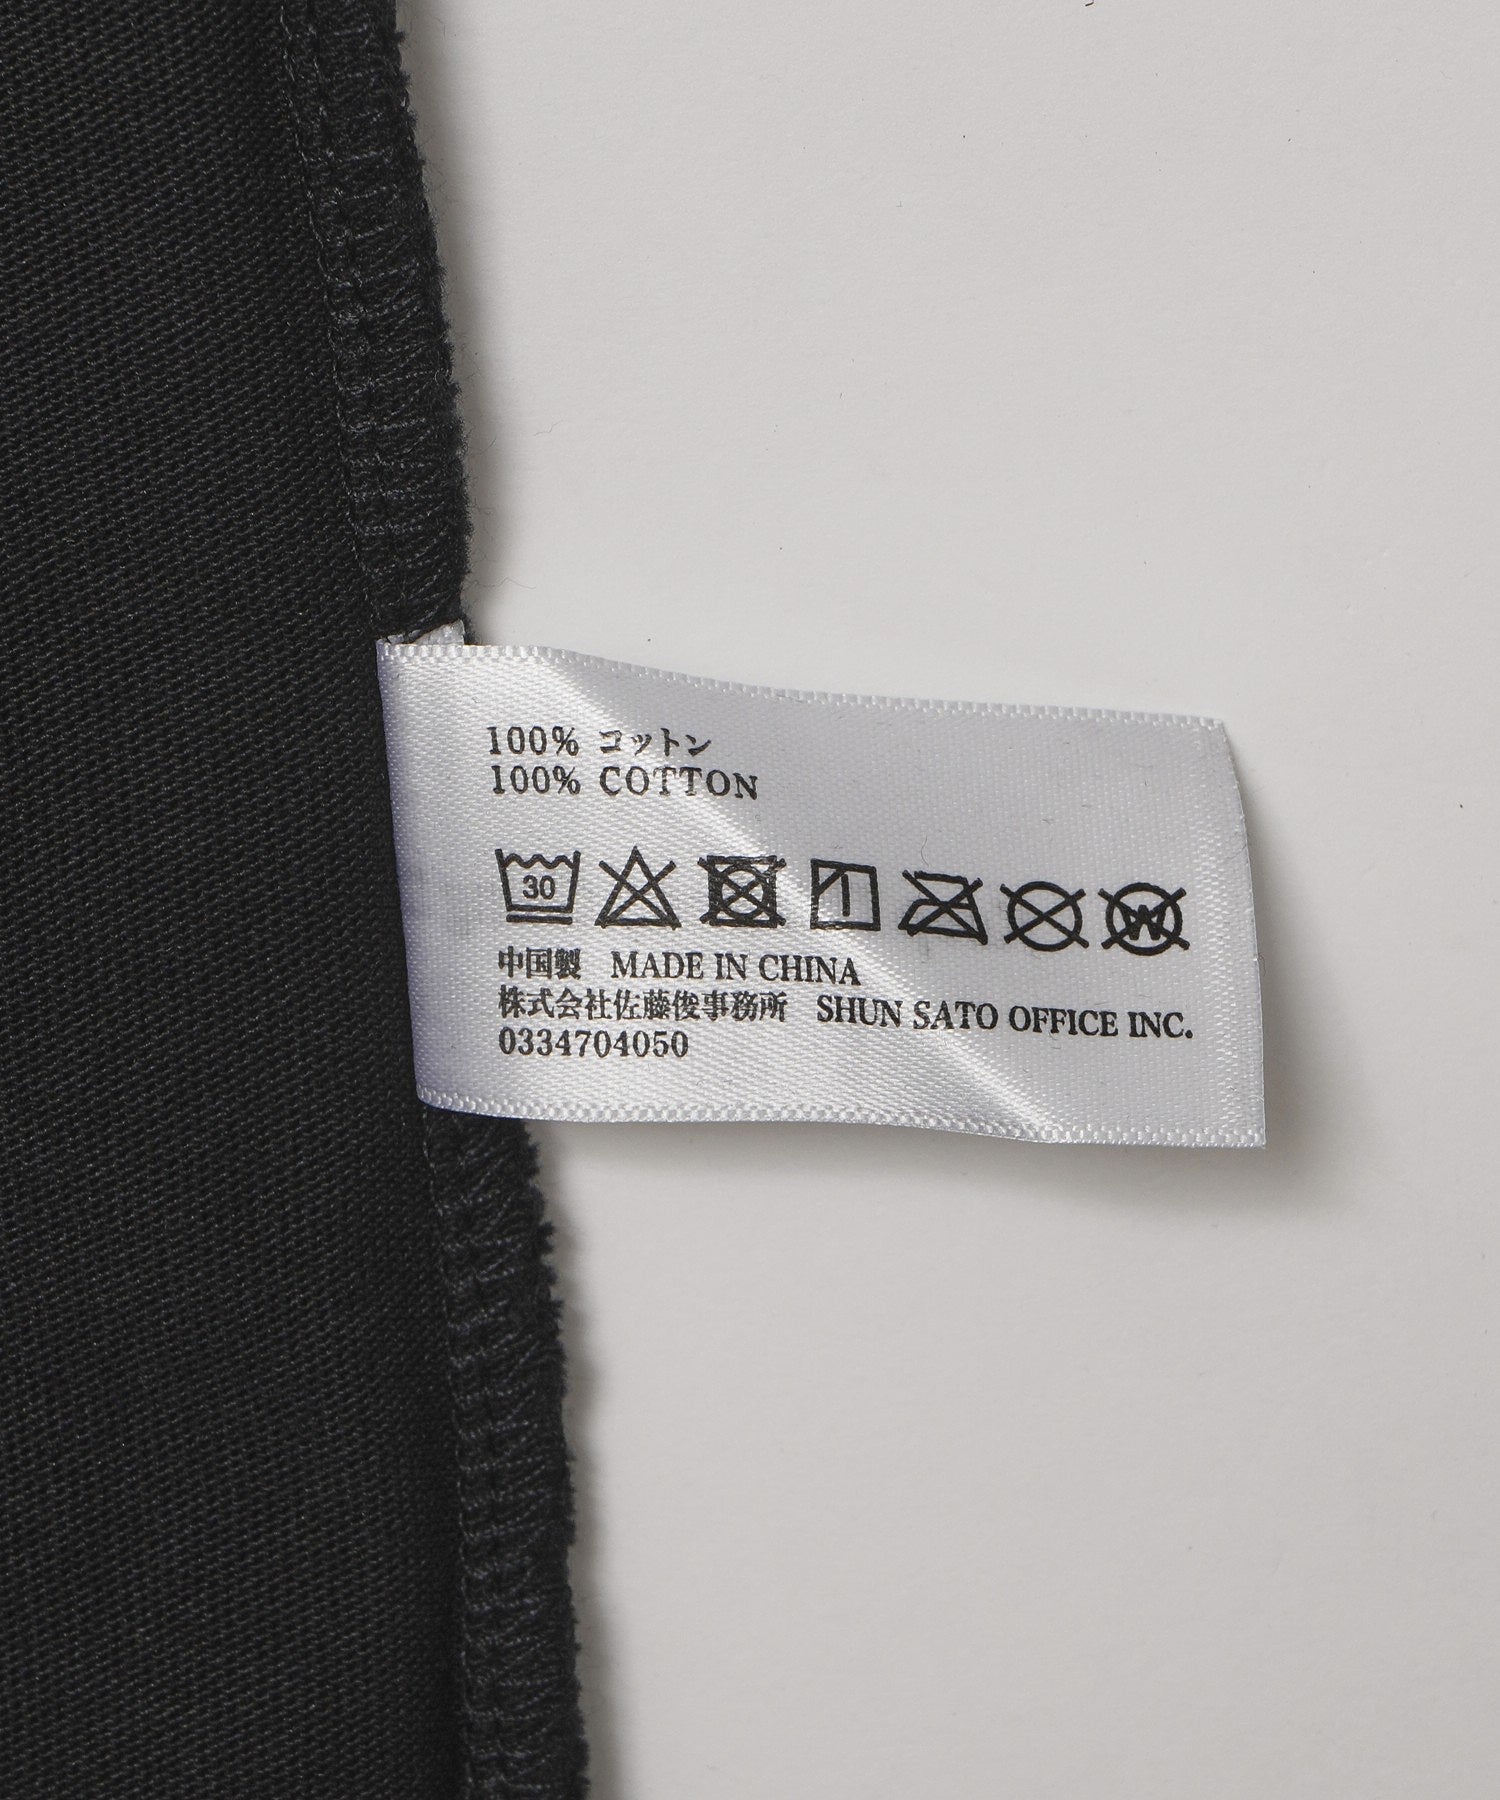 100% コットン
100% COTTON
30 W
中国製 MADE IN CHINA
株式会社佐藤俊事務所 SHUN SATO OFFICE INC.
0334704050